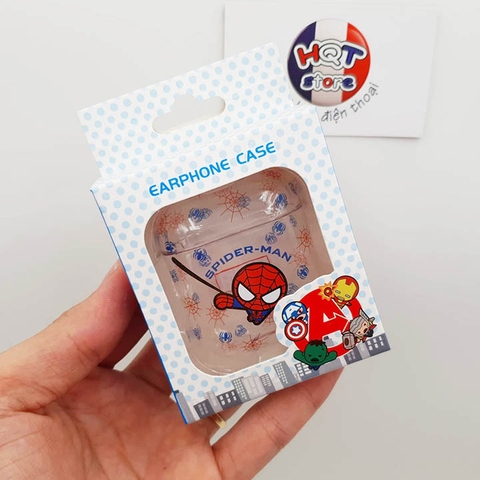 HQT
store
điện thoại
EARPHONE CASE
SPIDER-MAN